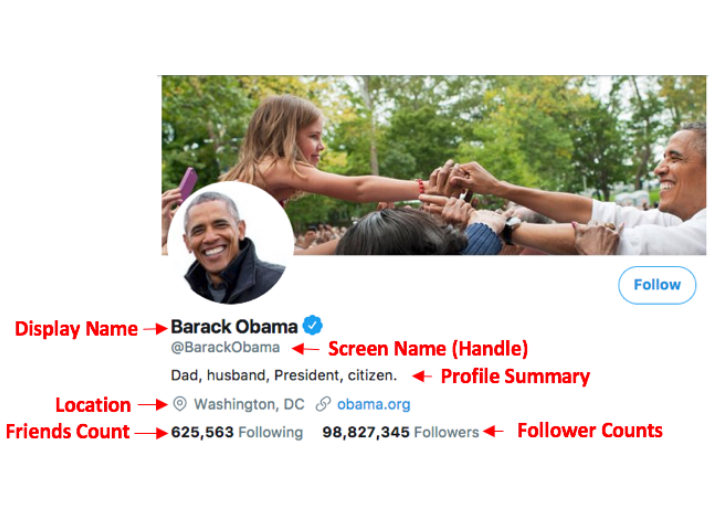 Follow
Display Name Barack Obama
@BarackObama Screen Name (Handle)
Dad, husband, President, citizen. Profile Summary
Location Washington, DC obama.org
Friends Count 625,563 Following 98,827,345 Followers Follower Counts